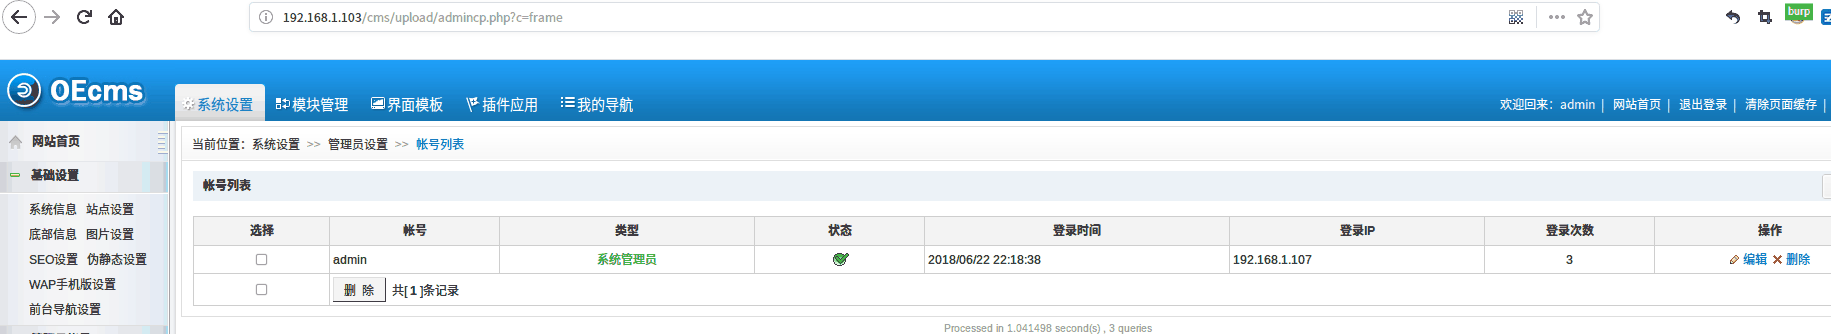 192.168.1.103/cms/upload/admincp.php?c=frame
burp
OEcms
系统设置 模块管理 界面模板 插件应用 我的导航
欢迎回来：admin | 网站首页 | 退出登录 | 清除页面缓存 |
网站首页
当前位置：系统设置 >> 管理员设置 >> 帐号列表
基础设置
帐号列表
系统信息 站点设置
底部信息 图片设置
SEO设置 伪静态设置
WAP手机版设置
前台导航设置
选择 帐号 类型 状态 登录时间 登录IP 登录次数 操作
admin 系统管理员 2018/06/22 22:18:38 192.168.1.107 3 编辑 删除
删 除 共[ 1 ]条记录
Processed in 1.041498 second(s) , 3 queries